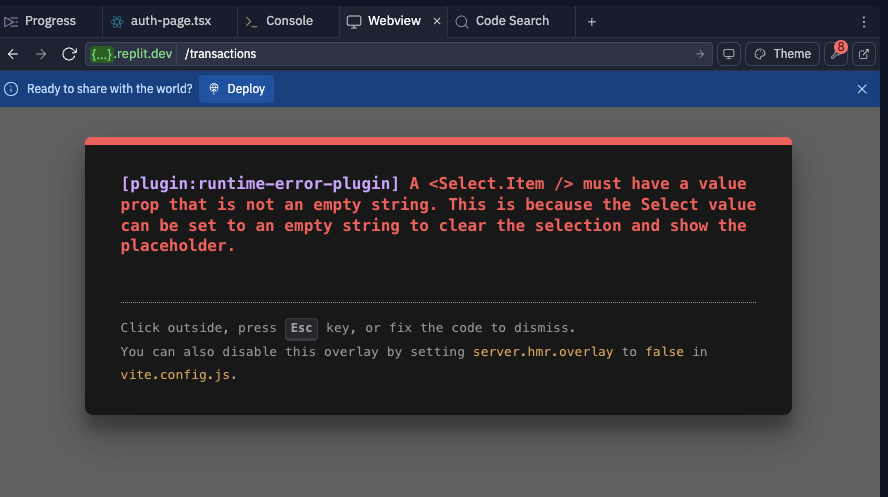 Progress auth-page.tsx Console Webview × Code Search +
{...}.replit.dev /transactions Theme 8
Ready to share with the world? Deploy
[plugin:runtime-error-plugin] A <Select.Item /> must have a value
prop that is not an empty string. This is because the Select value
can be set to an empty string to clear the selection and show the
placeholder.
Click outside, press Esc key, or fix the code to dismiss.
You can also disable this overlay by setting server.hmr.overlay to false in
vite.config.js.